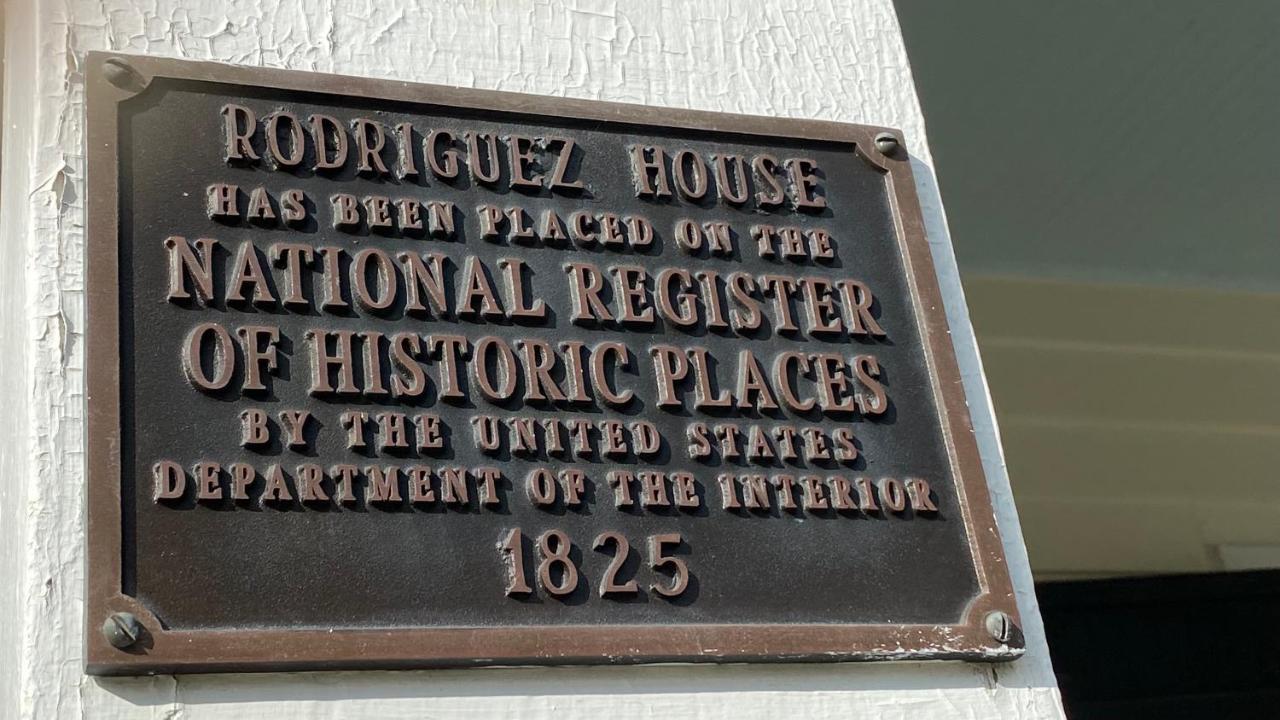 RODRIGUEZ HOUSE
HAS BEEN PLACED ON THE
NATIONAL REGISTER
OF HISTORIC PLACES
BY THE UNITED STATES
DEPARTMENT OF THE INTERIOR
1825